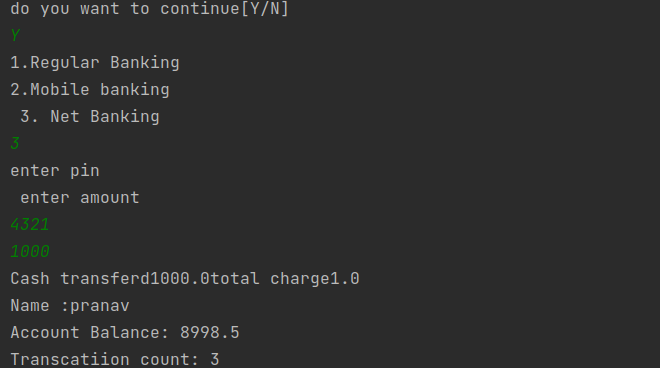 do you want to continue[Y/N]
Y
1.Regular Banking
2.Mobile banking
 3. Net Banking
3
enter pin
 enter amount
4321
1000
Cash transferd1000.0total charge1.0
Name :pranav
Account Balance: 8998.5
Transcatiion count: 3